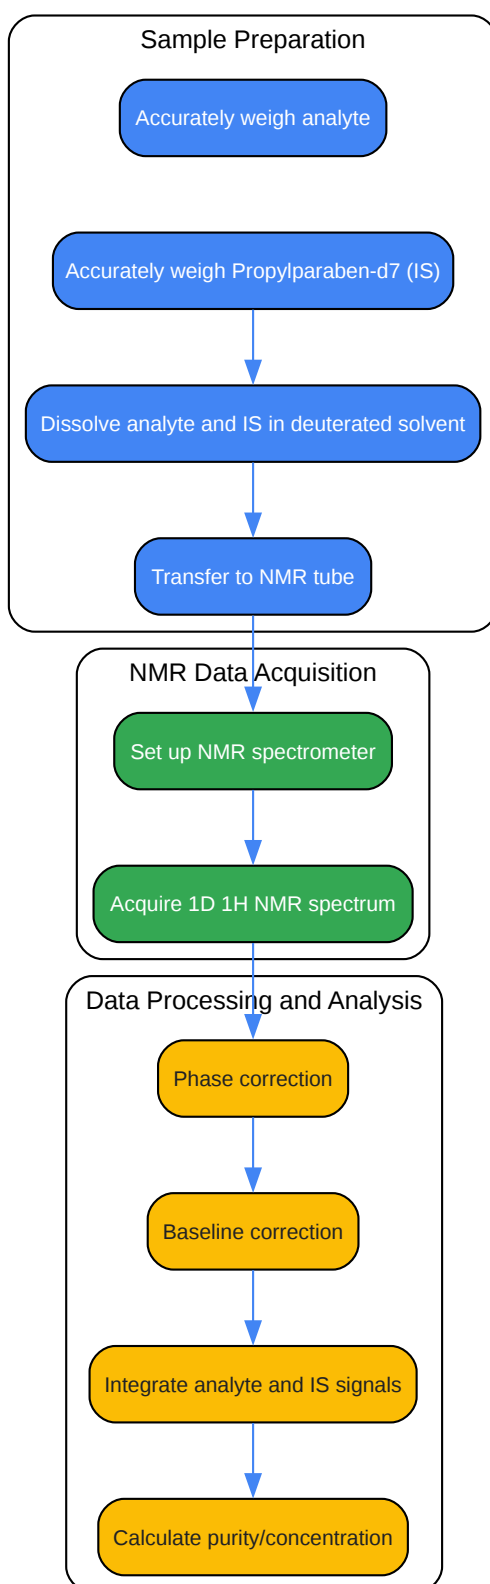 Sample Preparation
Accurately weigh analyte
Accurately weigh Propylparaben-d7 (IS)
Dissolve analyte and IS in deuterated solvent
Transfer to NMR tube
NMR Data Acquisition
Set up NMR spectrometer
Acquire 1D 1H NMR spectrum
Data Processing and Analysis
Phase correction
Baseline correction
Integrate analyte and IS signals
Calculate purity/concentration